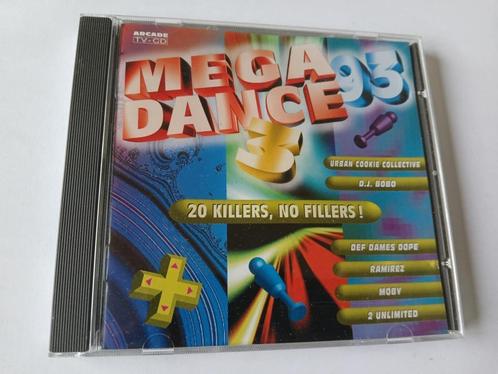 ARCADE
TV-CD
MEGA 93
DANCE
3
URBAN COOKIE COLLECTIVE
D.J. BOBO
20 KILLERS, NO FILLERS!
DEF DAMES DOPE
RAMIREZ
MOBY
2 UNLIMITED